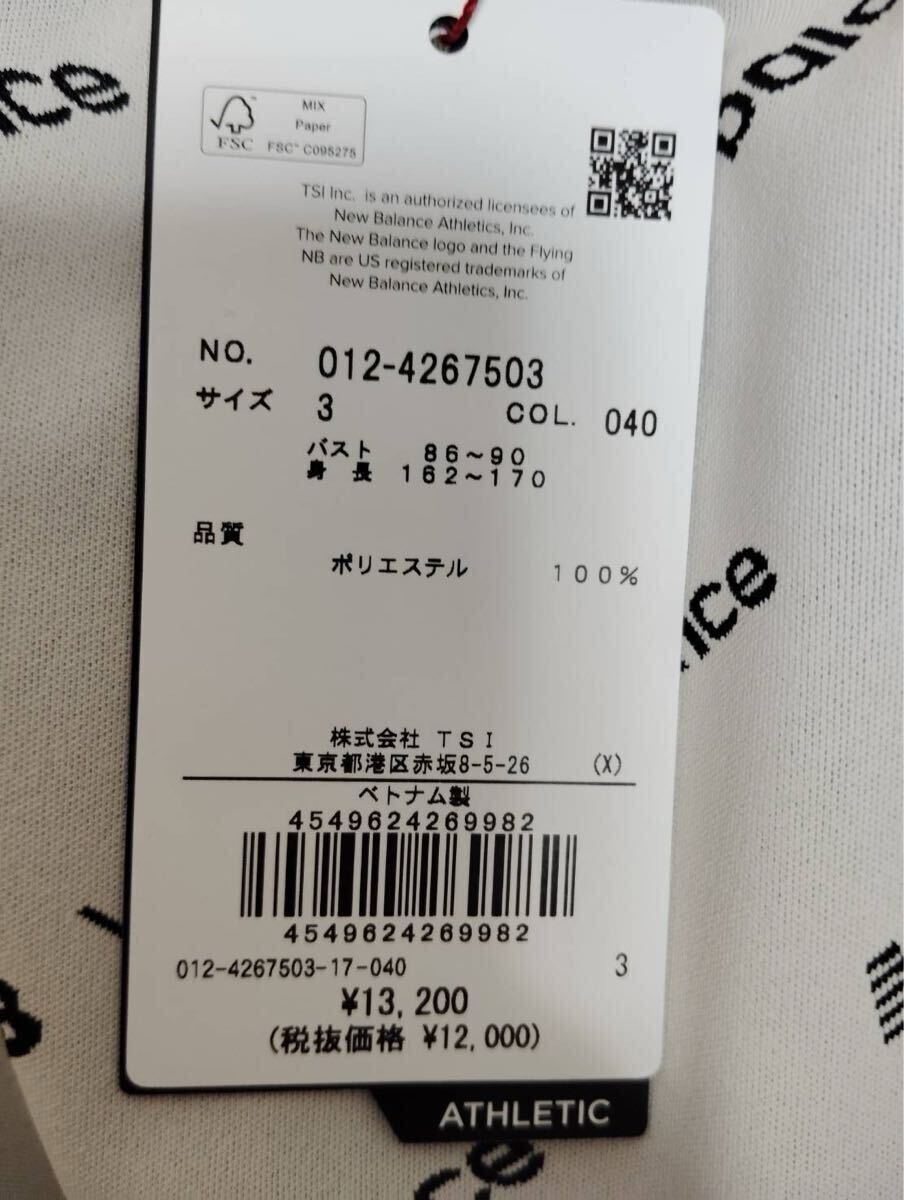 ice
balanc
MIX
Paper
FSC
FSC™ C095275
TSI Inc. is an authorized licensees of
New Balance Athletics, Inc.
The New Balance logo and the Flying
NB are US registered trademarks of
New Balance Athletics, Inc.
NO. 012-4267503
サイズ 3 COL. 040
バスト 86～90
身 長 162～170
品質
ポリエステル 100%
ice
株式会社 TSI
東京都港区赤坂8-5-26 (X)
ベトナム製
4549624269982
4549624269982
012-4267503-17-040 3
¥13,200
(税抜価格 ¥12,000)
ATHLETIC
ce